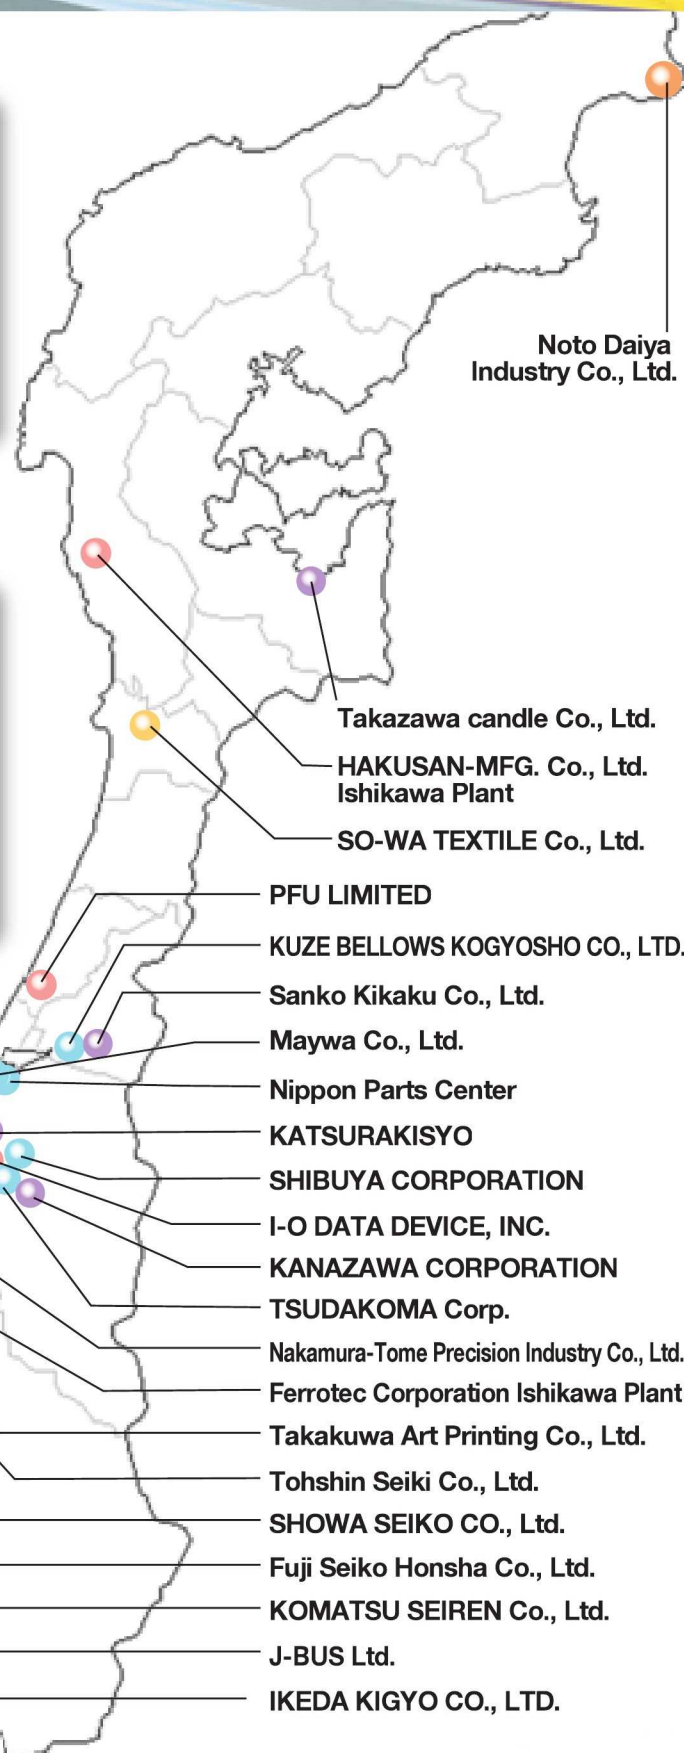 Noto Daiya
Industry Co., Ltd.
Takazawa candle Co., Ltd.
HAKUSAN-MFG. Co., Ltd.
Ishikawa Plant
SO-WA TEXTILE Co., Ltd.
PFU LIMITED
KUZE BELLOWS KOGYOSHO CO., LTD.
Sanko Kikaku Co., Ltd.
Maywa Co., Ltd.
Nippon Parts Center
KATSURAKISYO
SHIBUYA CORPORATION
I-O DATA DEVICE, INC.
KANAZAWA CORPORATION
TSUDAKOMA Corp.
Nakamura-Tome Precision Industry Co., Ltd.
Ferrotec Corporation Ishikawa Plant
Takakuwa Art Printing Co., Ltd.
Tohshin Seiki Co., Ltd.
SHOWA SEIKO CO., Ltd.
Fuji Seiko Honsha Co., Ltd.
KOMATSU SEIREN Co., Ltd.
J-BUS Ltd.
IKEDA KIGYO CO., LTD.